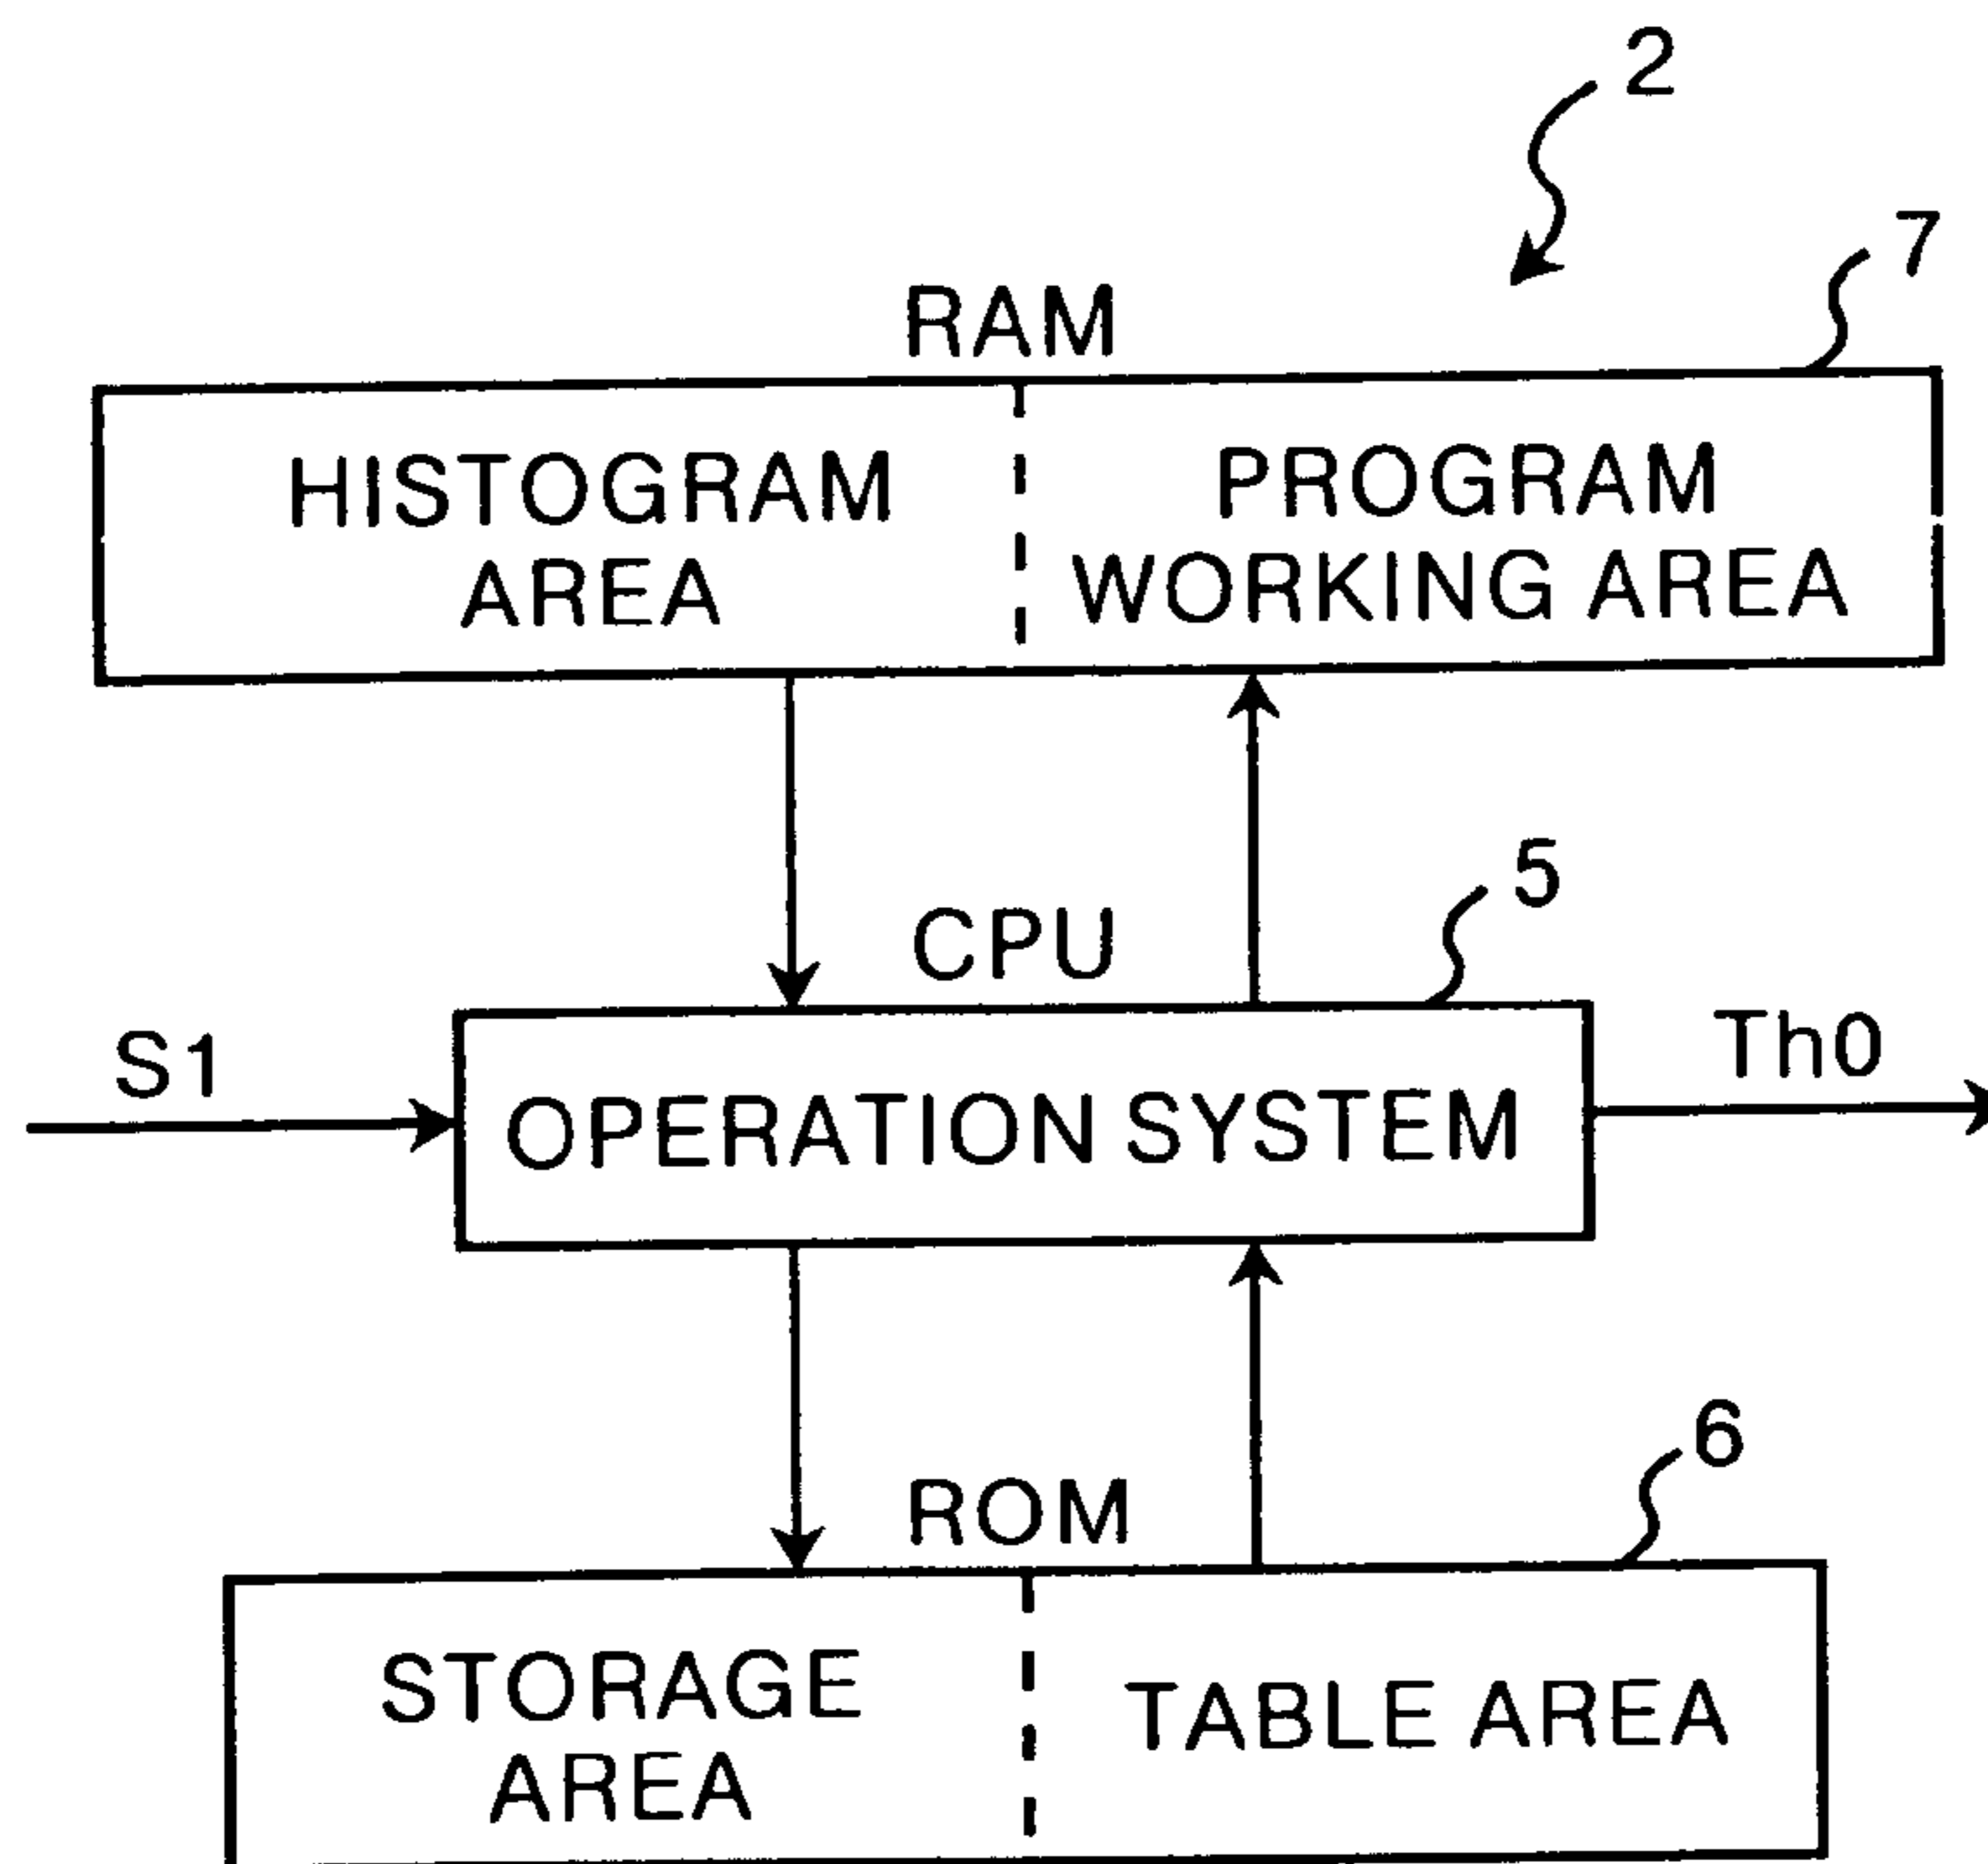 2
7
RAM
HISTOGRAM
AREA
PROGRAM
WORKING AREA
5
CPU
S1
OPERATION SYSTEM
Th0
6
ROM
STORAGE
AREA
TABLE AREA